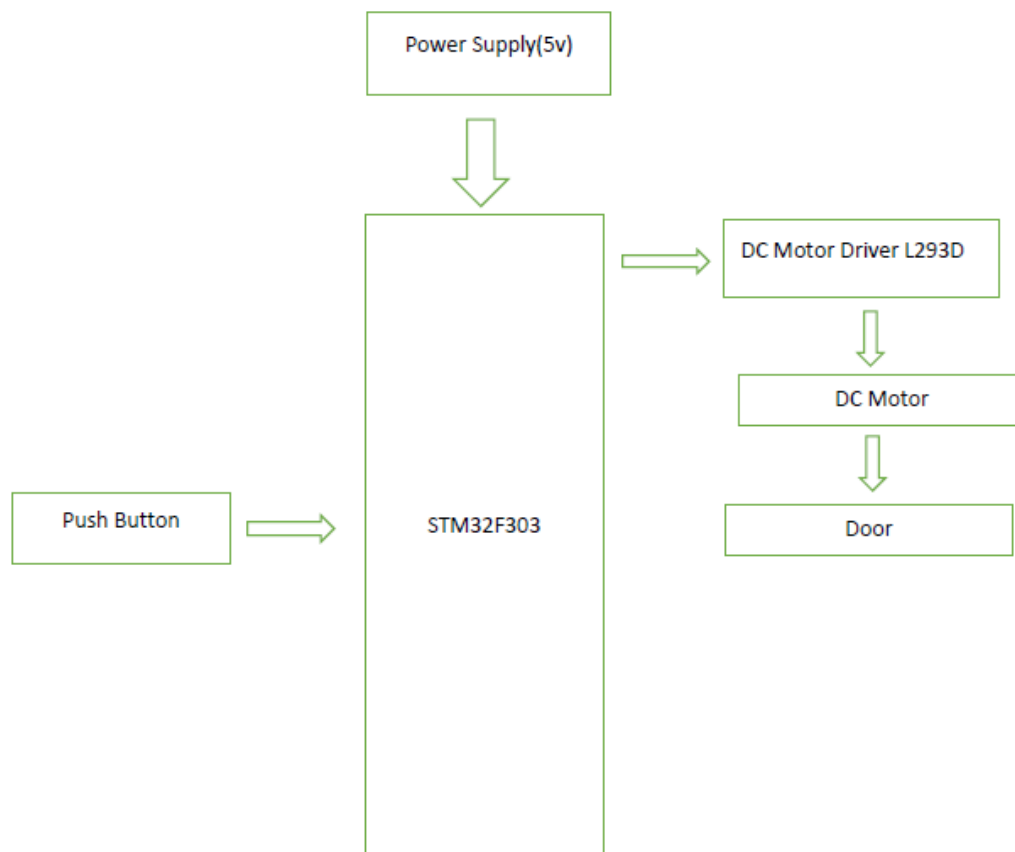 Power Supply(5v)
DC Motor Driver L293D
DC Motor
Push Button
STM32F303
Door